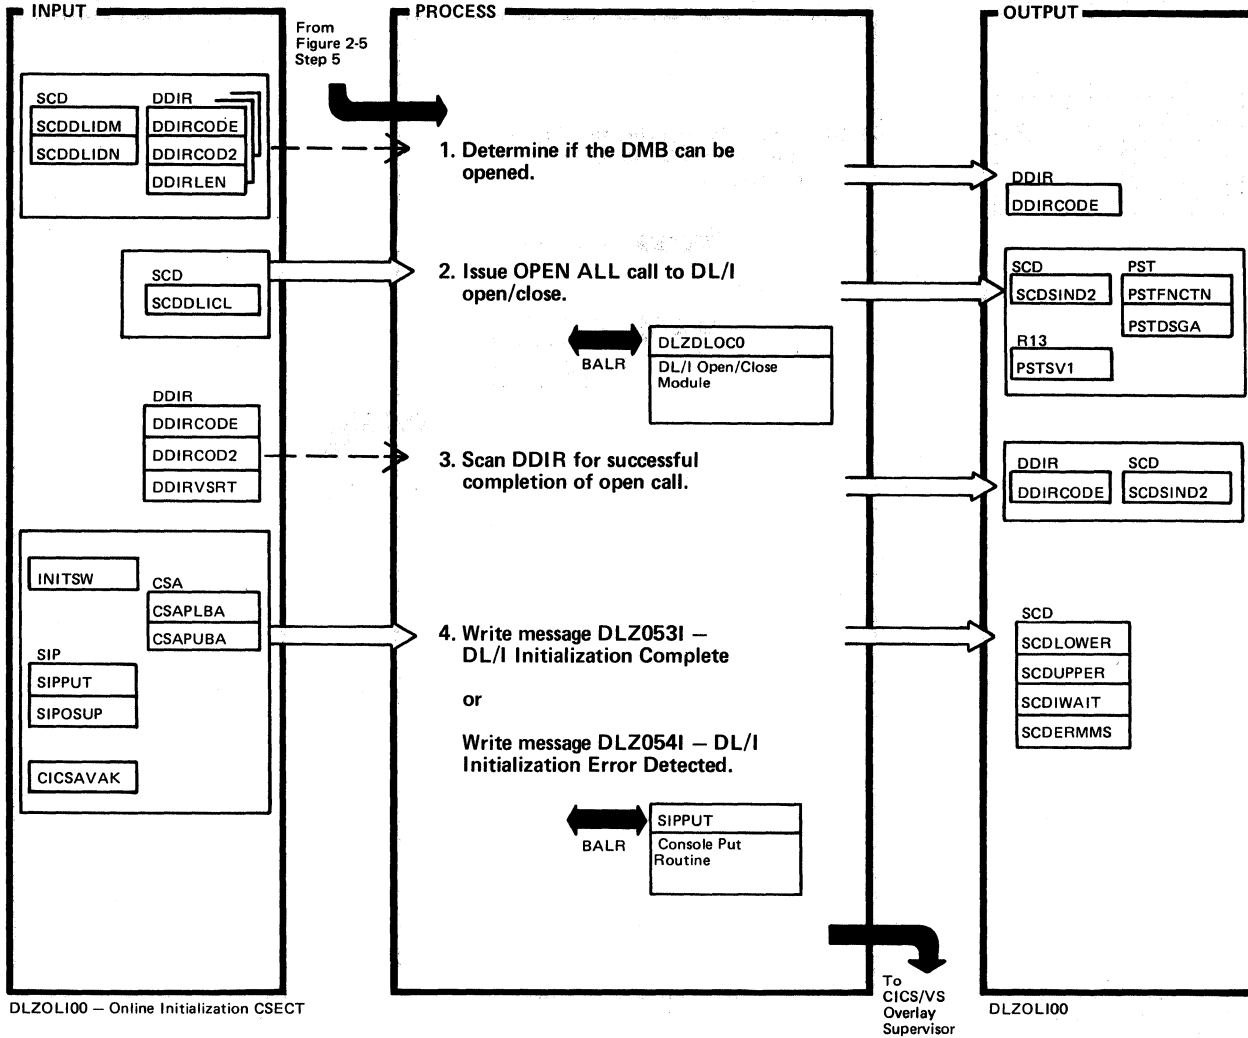 INPUT
PROCESS
OUTPUT
From
Figure 2-5
Step 5
SCD
SCDDLIDM
SCDDLIDN
DDIR
DDIRCODE
DDIRCOD2
DDIRLEN
1. Determine if the DMB can be
opened.
DDIR
DDIRCODE
SCD
SCDDLICL
2. Issue OPEN ALL call to DL/I
open/close.
BALR
DLZDLOC0
DL/I Open/Close
Module
SCD
SCDSIND2
PST
PSTFNCTN
PSTDSGA
R13
PSTSV1
DDIR
DDIRCODE
DDIRCOD2
DDIRVSRT
3. Scan DDIR for successful
completion of open call.
DDIR
DDIRCODE
SCD
SCDSIND2
INITSW
CSA
CSAPLBA
CSAPUBA
SIP
SIPPUT
SIPOSUP
CICSAVAK
4. Write message DLZ053I –
DL/I Initialization Complete
or
Write message DLZ054I – DL/I
Initialization Error Detected.
BALR
SIPPUT
Console Put
Routine
SCD
SCDLOWER
SCDUPPER
SCDIWAIT
SCDERMMS
To
CICS/VS
Overlay
Supervisor
DLZOLI00 – Online Initialization CSECT
DLZOLI00